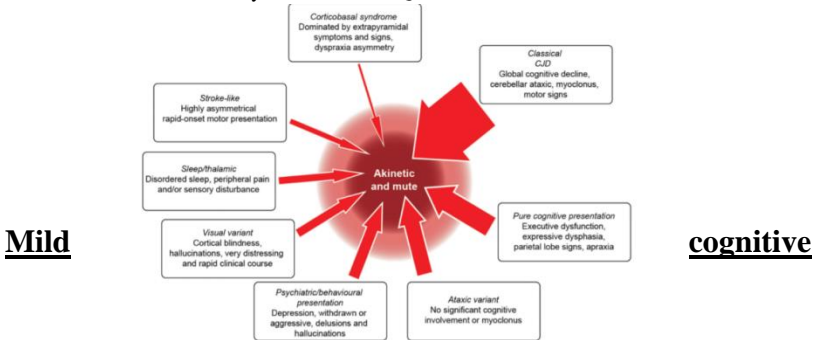 Corticobasal syndrome
Dominated by extrapyramidal
symptoms and signs,
dyspraxia asymmetry
Classical
CJD
Global cognitive decline,
cerebellar ataxic, myoclonus,
motor signs
Stroke-like
Highly asymmetrical
rapid-onset motor presentation
Sleep/thalamic
Disordered sleep, peripheral pain
and/or sensory disturbance
Akinetic
and mute
Visual variant
Cortical blindness,
hallucinations, very distressing
and rapid clinical course
Pure cognitive presentation
Executive dysfunction,
expressive dysphasia,
parietal lobe signs, apraxia
Mild cognitive
Psychiatric/behavioural
presentation
Depression, withdrawn or
aggressive, delusions and
hallucinations
Ataxic variant
No significant cognitive
involvement or myoclonus